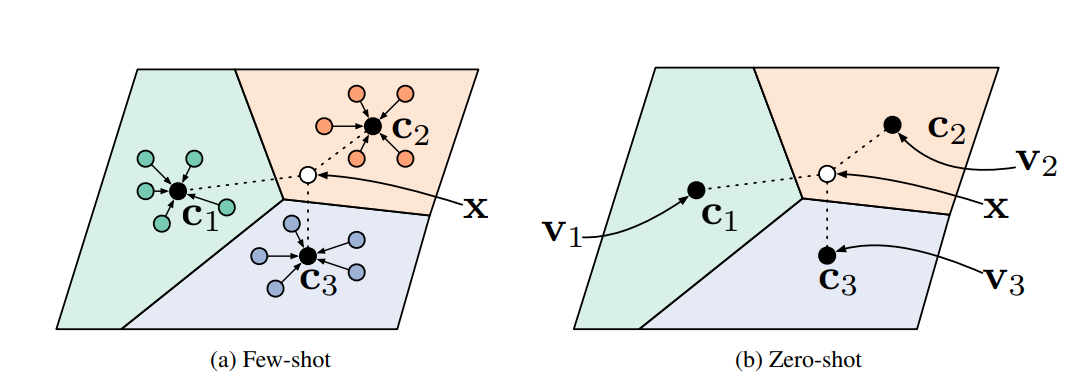 c₂
c₁
x
c₃
(a) Few-shot
c₂
v₂
c₁
x
v₁
c₃
v₃
(b) Zero-shot